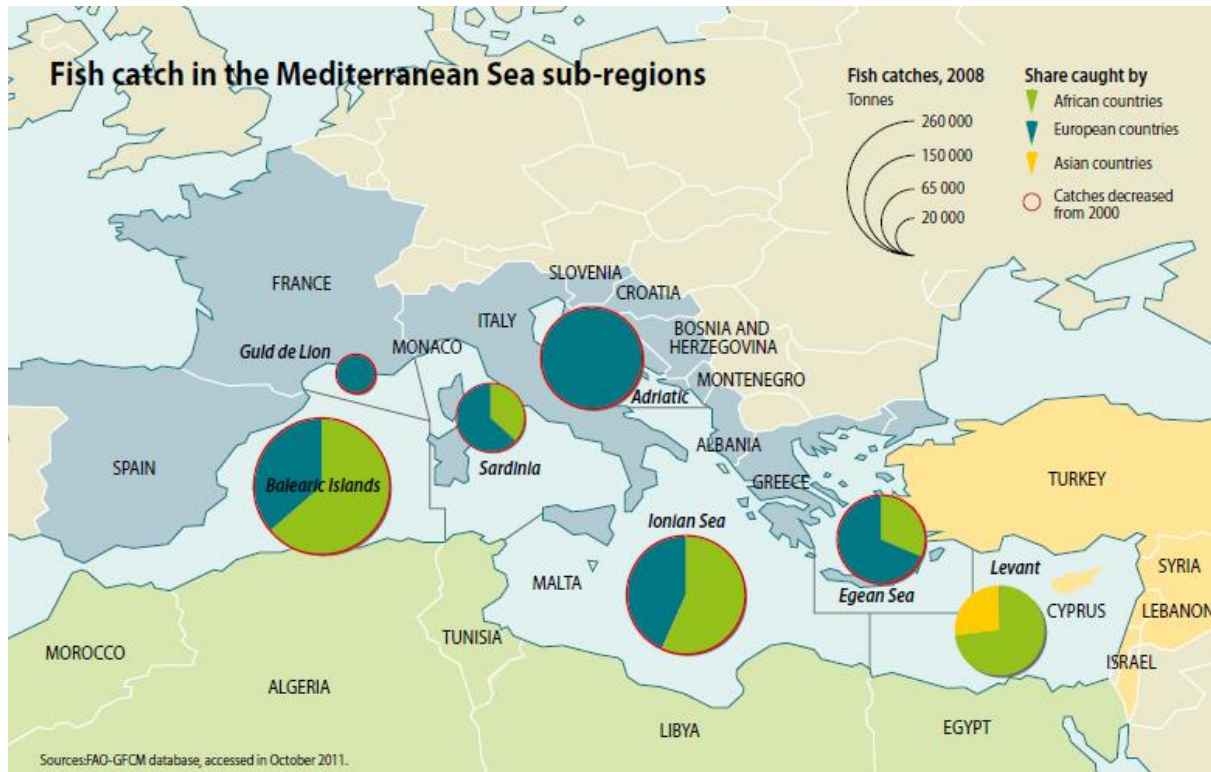 Fish catch in the Mediterranean Sea sub-regions
Fish catches, 2008
Tonnes
260 000
150 000
65 000
20 000
Share caught by
African countries
European countries
Asian countries
Catches decreased
from 2000
SLOVENIA
CROATIA
FRANCE
ITALY
BOSNIA AND
HERZEGOVINA
Guld de Lion
MONACO
MONTENEGRO
Adriatic
ALBANIA
SPAIN
Sardinia
GREECE
TURKEY
Balearic Islands
Ionian Sea
Levant
SYRIA
MALTA
Egean Sea
CYPRUS
LEBANON
TUNISIA
MOROCCO
ISRAEL
ALGERIA
LIBYA
EGYPT
Sources:FAO-GFCM database, accessed in October 2011.